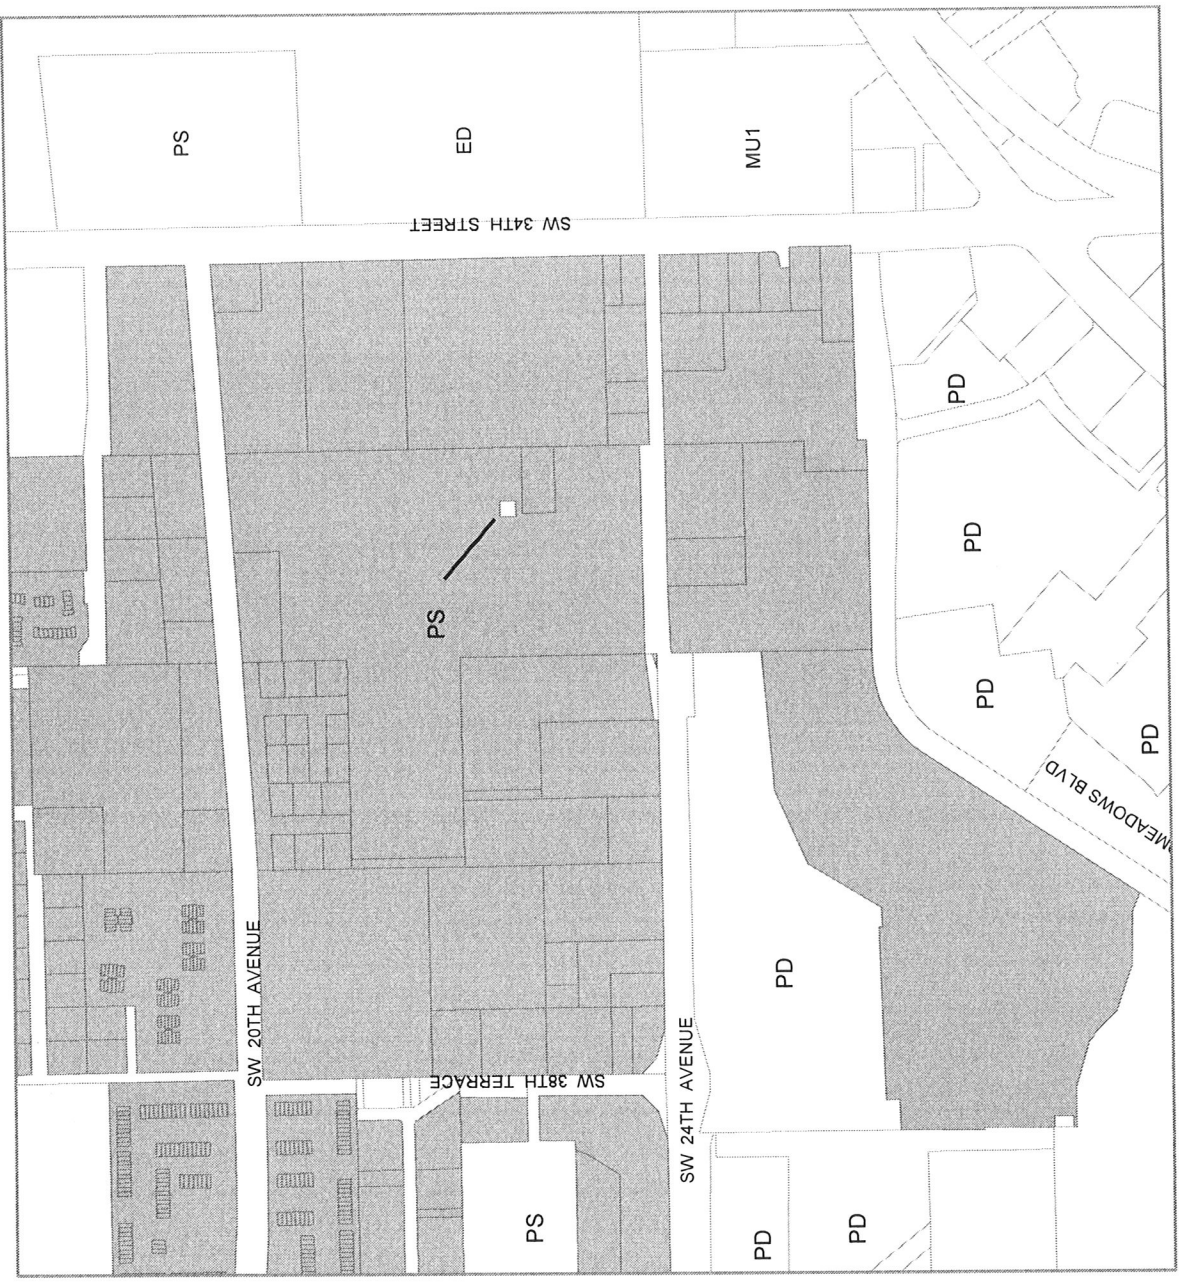 PS
ED
MU1
SW 34TH STREET
PD
PD
PS
PD
PD
MEADOWS BLVD
SW 20TH AVENUE
PD
SW 38TH TERRACE
SW 24TH AVENUE
PS
PD
PD